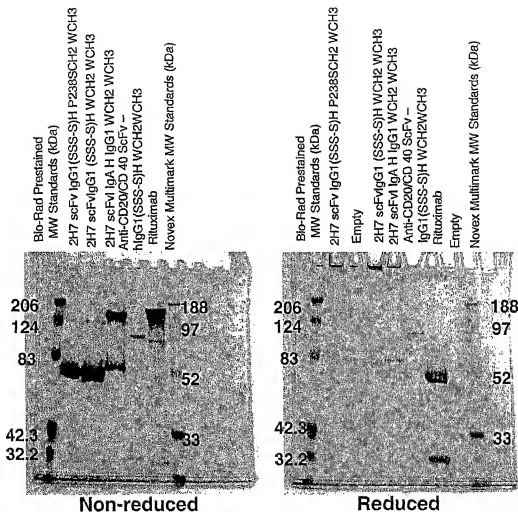 Bio-Rad Prestained
MW Standards (kDa)
2H7 scFv IgG1(SSS-S)H P238SCH2 WCH3
2H7 scFvIgG1 (SSS-S)H WCH2 WCH3
2H7 scFvI IgA H IgG1 WCH2 WCH3
Anti-CD20/CD 40 ScFv –
hIgG1(SSS-S)H WCH2WCH3
Rituximab
Novex Multimark MW Standards (kDa)
206
124
83
42.3
32.2
188
97
52
33
Non-reduced
Bio-Rad Prestained
MW Standards (kDa)
2H7 scFv IgG1(SSS-S)H P238SCH2 WCH3
Empty
2H7 scFvIgG1 (SSS-S)H WCH2 WCH3
2H7 scFvI IgA H IgG1 WCH2 WCH3
Anti-CD20/CD 40 ScFv –
IgG1(SSS-S)H WCH2WCH3
Rituximab
Empty
Novex Multimark MW Standards (kDa)
206
124
83
42.3
32.2
188
97
52
33
Reduced